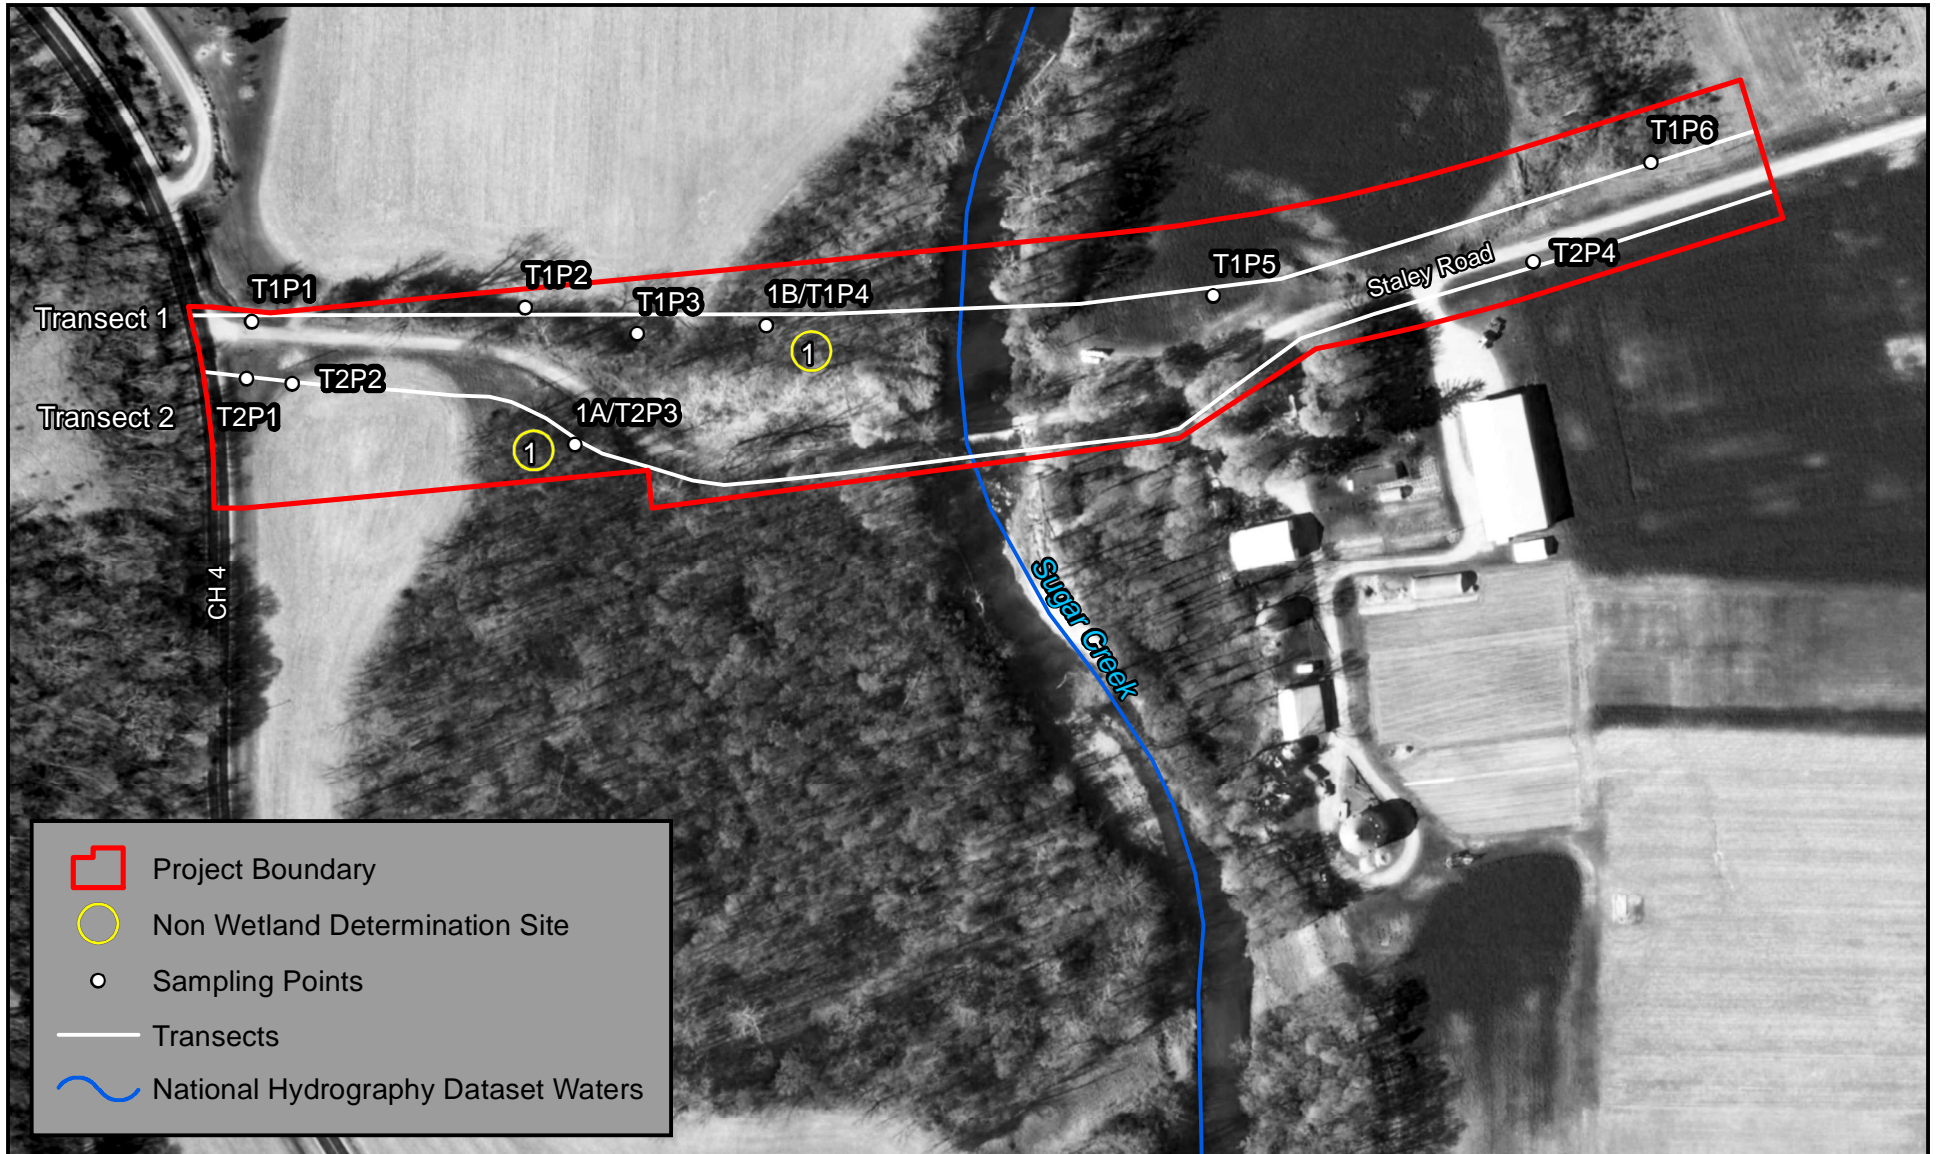 T1P6
T2P4
Staley Road
T1P5
T1P1
T1P2
T1P3
1B/T1P4
1
Transect 1
T2P2
T2P1
Transect 2
1A/T2P3
1
CH 4
Sugar Creek
Project Boundary
Non Wetland Determination Site
Sampling Points
Transects
National Hydrography Dataset Waters